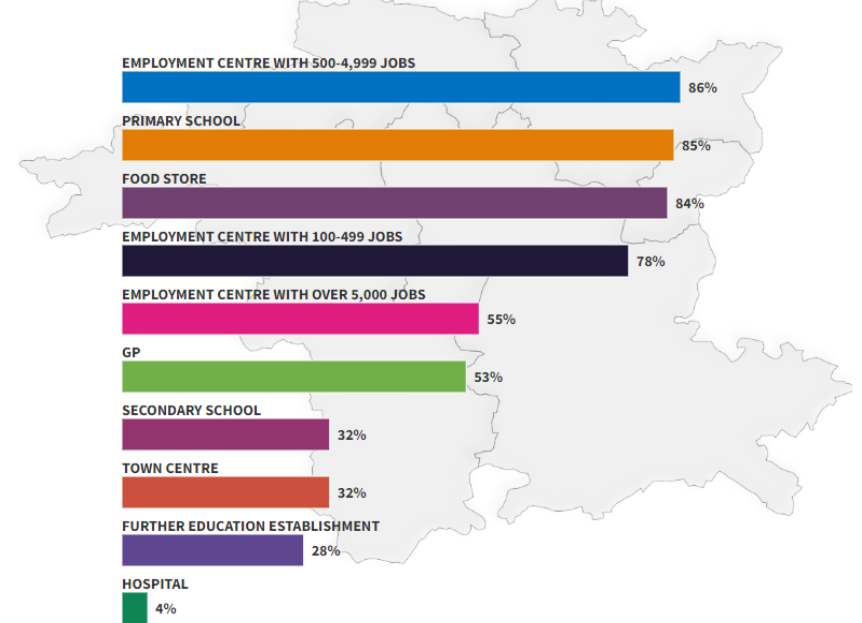 EMPLOYMENT CENTRE WITH 500-4,999 JOBS
86%
PRIMARY SCHOOL
85%
FOOD STORE
84%
EMPLOYMENT CENTRE WITH 100-499 JOBS
78%
EMPLOYMENT CENTRE WITH OVER 5,000 JOBS
55%
GP
53%
SECONDARY SCHOOL
32%
TOWN CENTRE
32%
FURTHER EDUCATION ESTABLISHMENT
28%
HOSPITAL
4%